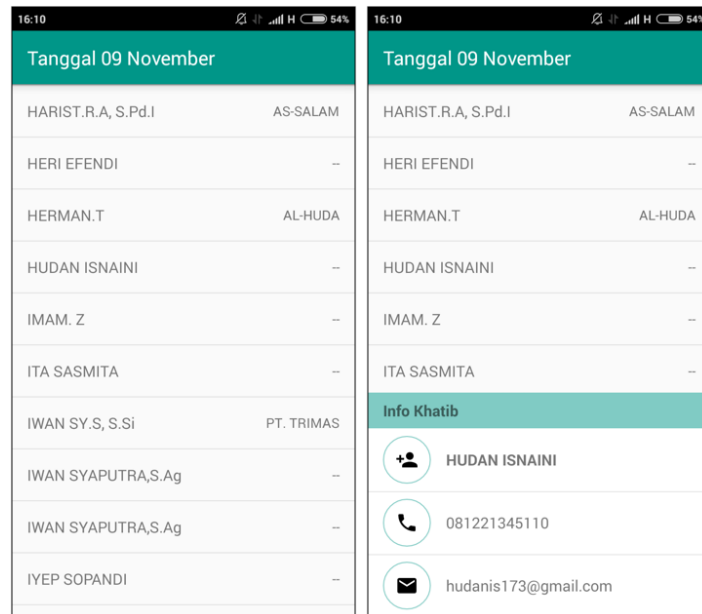 16:10 H 54%
Tanggal 09 November
HARIST.R.A, S.Pd.I AS-SALAM
HERI EFENDI --
HERMAN.T AL-HUDA
HUDAN ISNAINI --
IMAM. Z --
ITA SASMITA --
IWAN SY.S, S.Si PT. TRIMAS
IWAN SYAPUTRA,S.Ag --
IWAN SYAPUTRA,S.Ag --
IYEP SOPANDI --
16:10 H 54%
Tanggal 09 November
HARIST.R.A, S.Pd.I AS-SALAM
HERI EFENDI --
HERMAN.T AL-HUDA
HUDAN ISNAINI --
IMAM. Z --
ITA SASMITA --
Info Khatib
HUDAN ISNAINI
081221345110
hudanis173@gmail.com